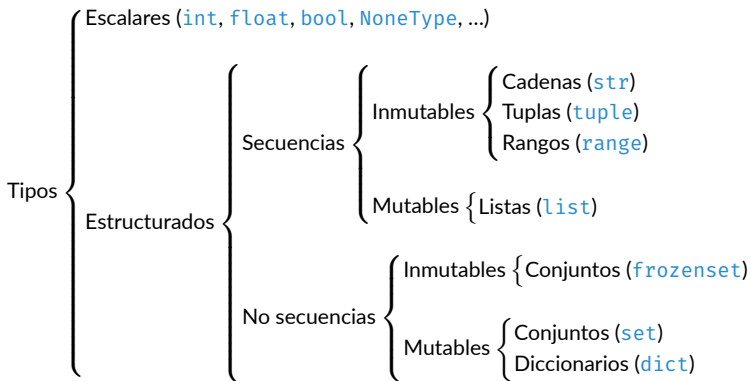 Escalares (int, float, bool, NoneType, ...)
Cadenas (str)
Inmutables
Tuplas (tuple)
Secuencias
Rangos (range)
Tipos
Mutables
Listas (list)
Estructurados
Inmutables
Conjuntos (frozenset)
No secuencias
Conjuntos (set)
Mutables
Diccionarios (dict)